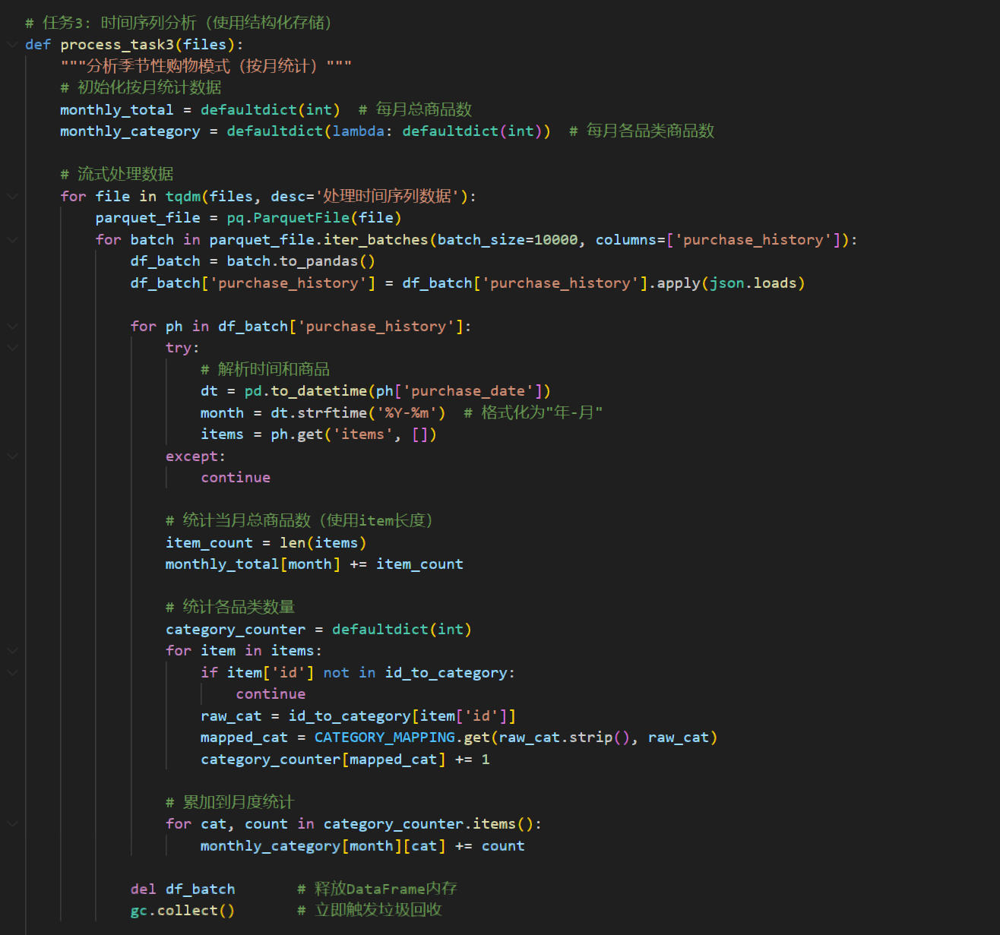 # 任务3: 时间序列分析（使用结构化存储）
def process_task3(files):
    """分析季节性购物模式（按月统计）"""
    # 初始化按月统计数据
    monthly_total = defaultdict(int)  # 每月总商品数
    monthly_category = defaultdict(lambda: defaultdict(int))  # 每月各品类商品数

    # 流式处理数据
    for file in tqdm(files, desc='处理时间序列数据'):
        parquet_file = pq.ParquetFile(file)
        for batch in parquet_file.iter_batches(batch_size=10000, columns=['purchase_history']):
            df_batch = batch.to_pandas()
            df_batch['purchase_history'] = df_batch['purchase_history'].apply(json.loads)

            for ph in df_batch['purchase_history']:
                try:
                    # 解析时间和商品
                    dt = pd.to_datetime(ph['purchase_date'])
                    month = dt.strftime('%Y-%m')  # 格式化为"年-月"
                    items = ph.get('items', [])
                except:
                    continue

                # 统计当月总商品数（使用item长度）
                item_count = len(items)
                monthly_total[month] += item_count

                # 统计各品类数量
                category_counter = defaultdict(int)
                for item in items:
                    if item['id'] not in id_to_category:
                        continue
                    raw_cat = id_to_category[item['id']]
                    mapped_cat = CATEGORY_MAPPING.get(raw_cat.strip(), raw_cat)
                    category_counter[mapped_cat] += 1

                # 累加到月度统计
                for cat, count in category_counter.items():
                    monthly_category[month][cat] += count

            del df_batch       # 释放DataFrame内存
            gc.collect()       # 立即触发垃圾回收